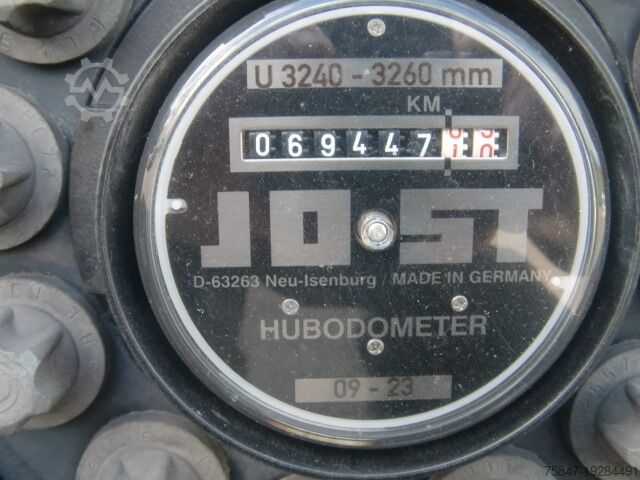 U 3240 - 3260 mm
KM
069447
JOST
D-63263 Neu-Isenburg / MADE IN GERMANY
HUBODOMETER
09 - 23
75847-19284491